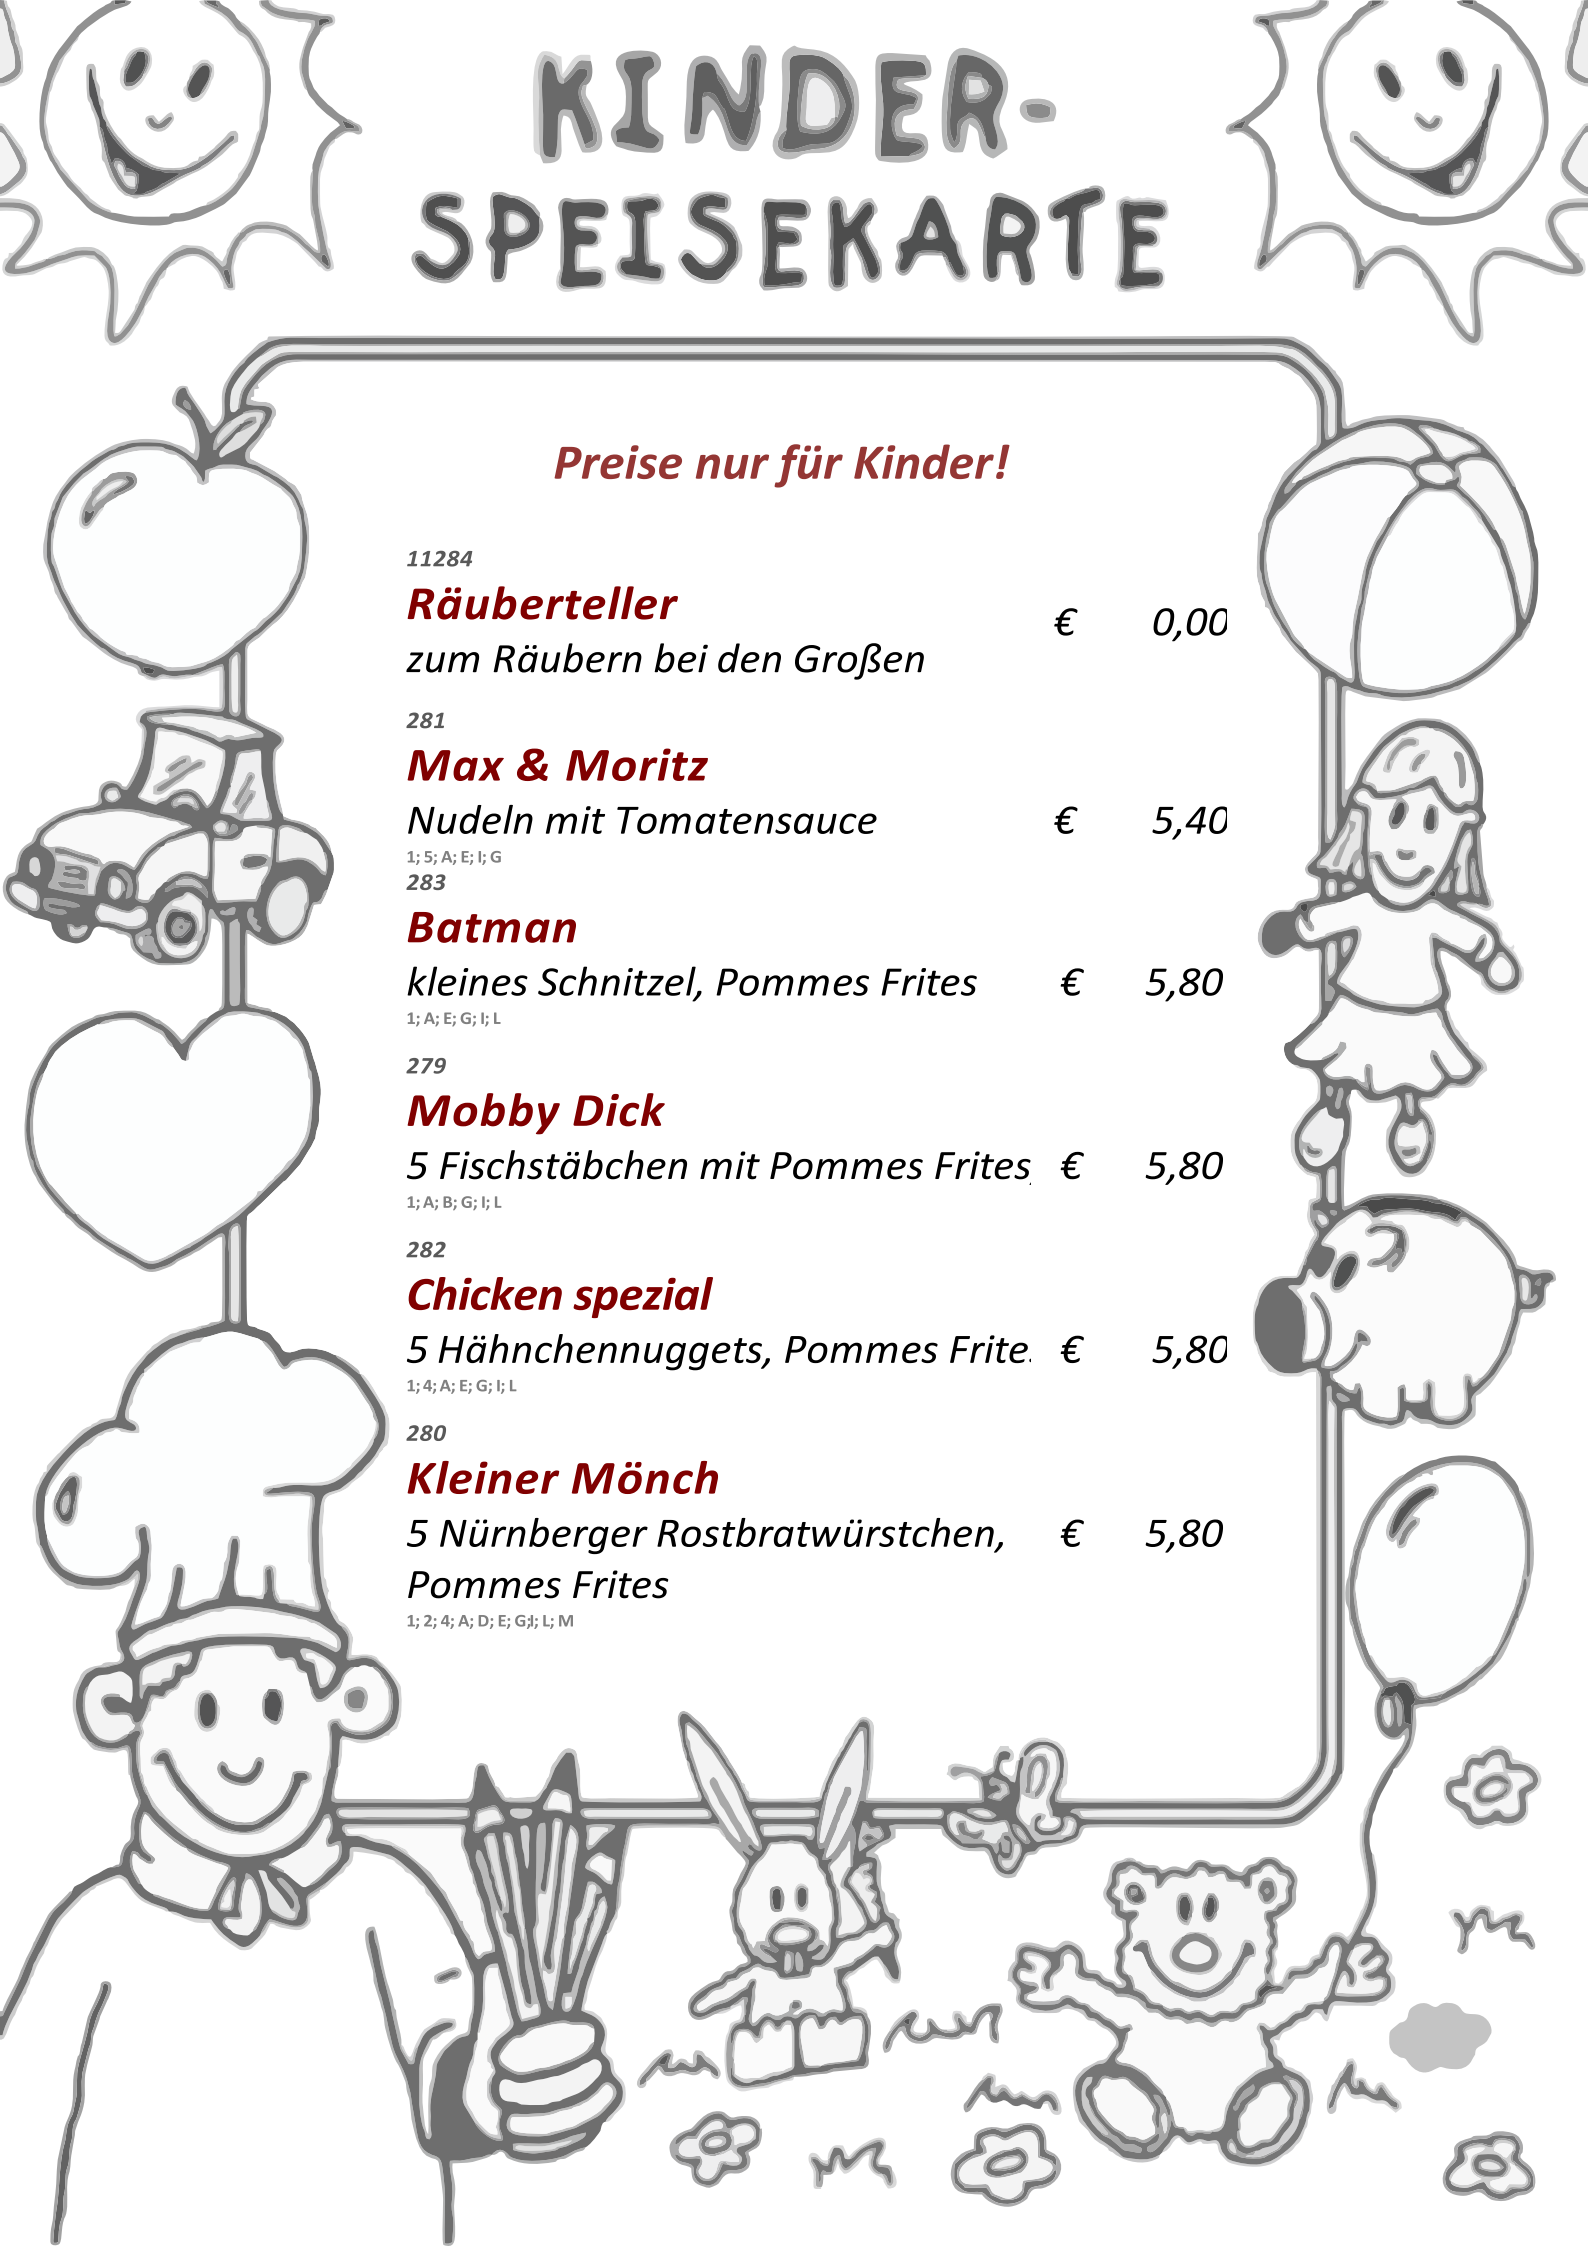 KINDER-
SPEISEKARTE
Preise nur für Kinder!
11284
Räuberteller
€ 0,00
zum Räubern bei den Großen
281
Max & Moritz
Nudeln mit Tomatensauce € 5,40
1; 5; A; E; I; G
283
Batman
kleines Schnitzel, Pommes Frites € 5,80
1; A; E; G; I; L
279
Mobby Dick
5 Fischstäbchen mit Pommes Frites, € 5,80
1; A; B; G; I; L
282
Chicken spezial
5 Hähnchennuggets, Pommes € 5,80
1; 4; A; E; G; I; L
280
Kleiner Mönch
5 Nürnberger Rostbratwürstchen, € 5,80
Pommes Frites
1; 2; 4; A; D; E; G;I; L; M